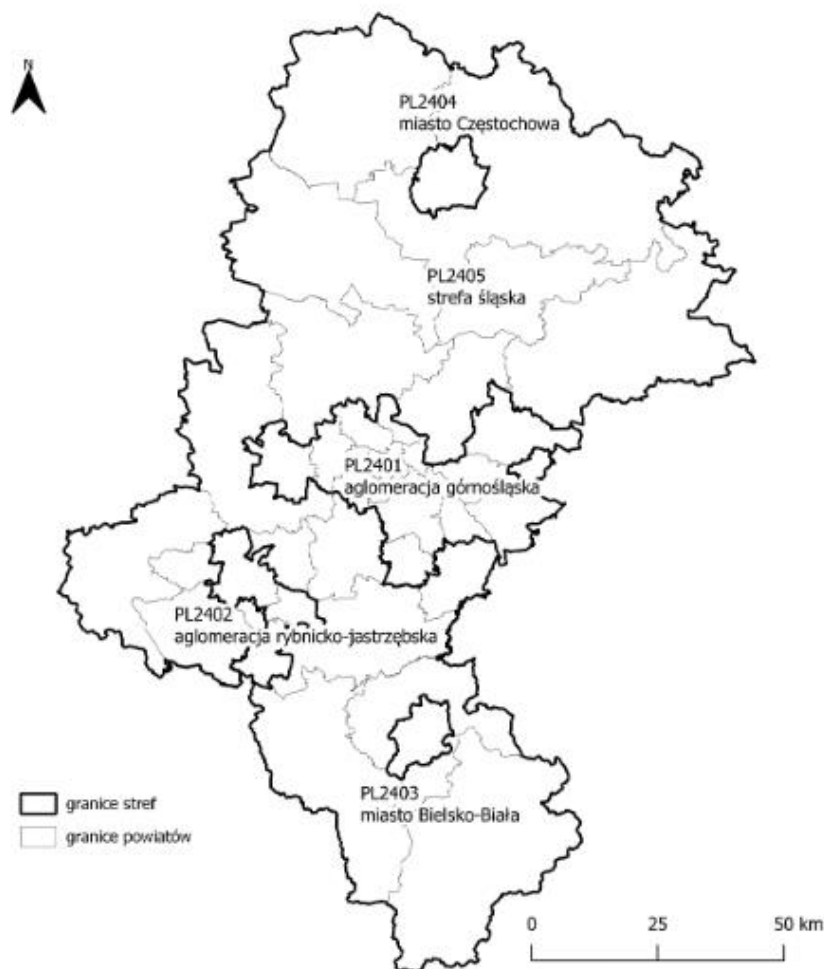 N
PL2404
miasto Częstochowa
PL2405
strefa śląska
PL2401
aglomeracja górnośląska
PL2402
aglomeracja rybnicko-jastrzębska
PL2403
miasto Bielsko-Biała
granice stref
granice powiatów
0 25 50 km